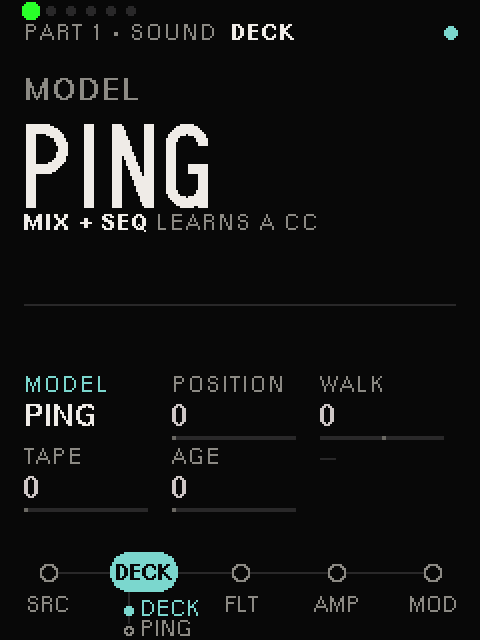 PART 1 · SOUND DECK
MODEL
PING
MIX + SEQ LEARNS A CC
MODEL POSITION WALK
PING 0 0
TAPE AGE —
0 0
DECK
SRC DECK FLT AMP MOD
PING